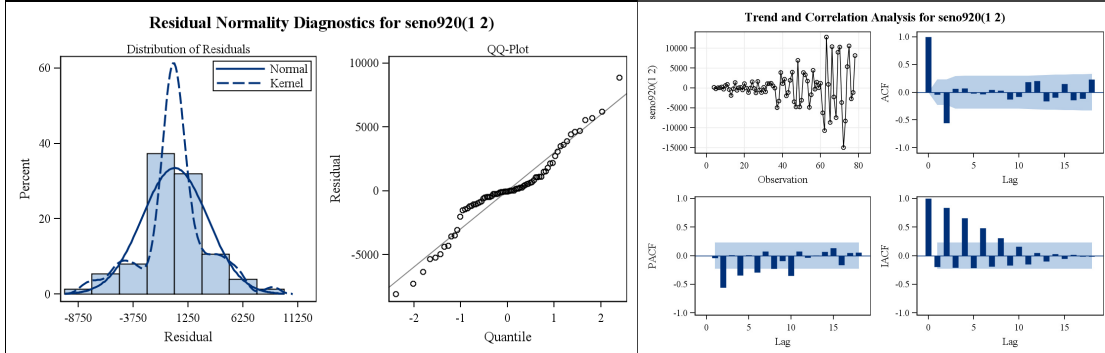 Residual Normality Diagnostics for seno920(1 2)
Distribution of Residuals
Percent
60
40
20
0
Normal
Kernel
-8750 -3750 1250 6250 11250
Residual
QQ-Plot
Residual
10000
5000
0
-5000
-2 -1 0 1 2
Quantile
Trend and Correlation Analysis for seno920(1 2)
seno920(1 2)
10000
5000
0
-5000
-10000
-15000
0 20 40 60 80
Observation
ACF
1.0
0.5
0.0
-0.5
-1.0
0 5 10 15
Lag
PACF
1.0
0.5
0.0
-0.5
-1.0
0 5 10 15
Lag
IACF
1.0
0.5
0.0
-0.5
-1.0
0 5 10 15
Lag